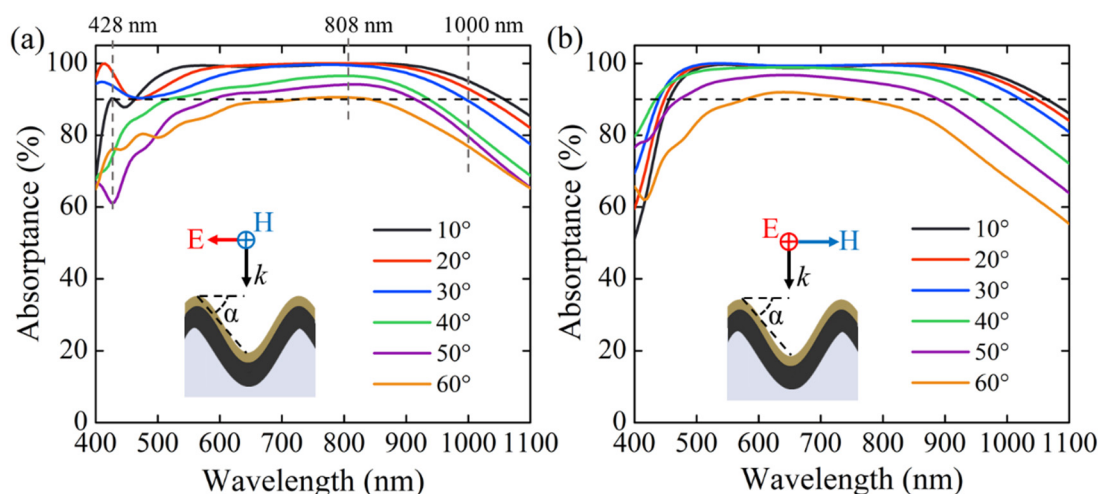 (a)
428 nm
808 nm
1000 nm
Absorptance (%)
100
80
60
40
20
0
E
H
k
α
10°
20°
30°
40°
50°
60°
400 500 600 700 800 900 1000 1100
Wavelength (nm)
(b)
Absorptance (%)
100
80
60
40
20
0
E
H
k
α
10°
20°
30°
40°
50°
60°
400 500 600 700 800 900 1000 1100
Wavelength (nm)